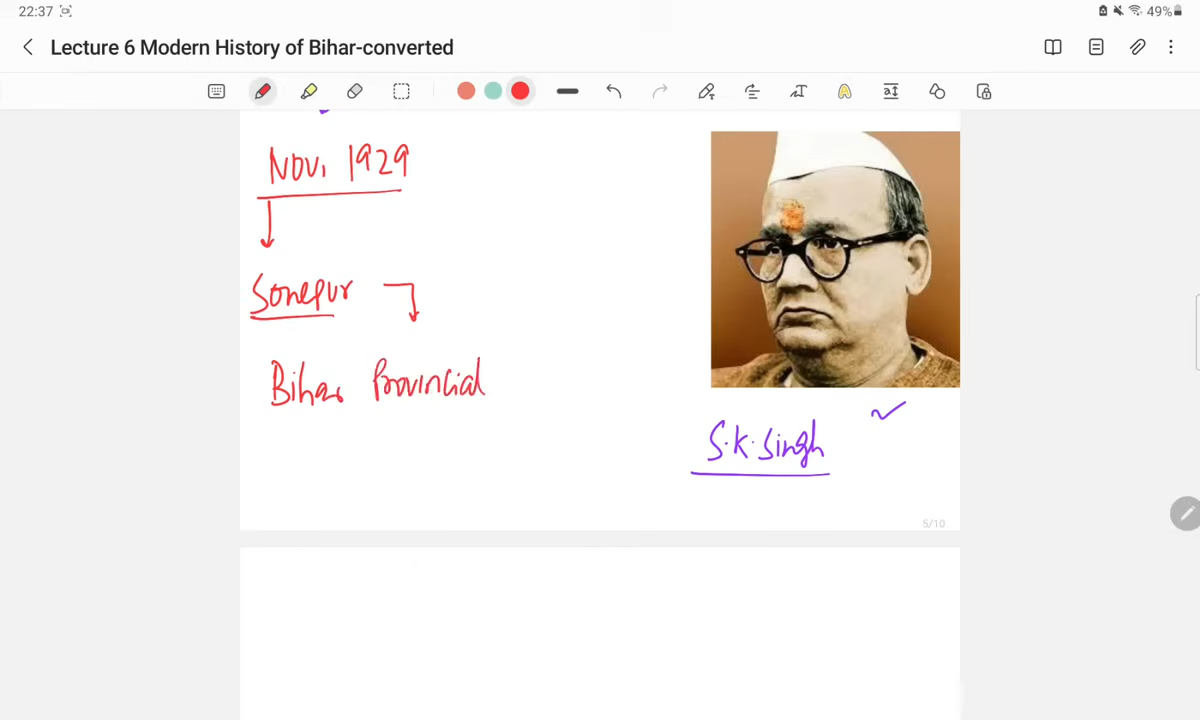 22:37 49%
Lecture 6 Modern History of Bihar-converted
Nov. 1929
Sonepur
Bihar Provincial
S.K. Singh
5/10